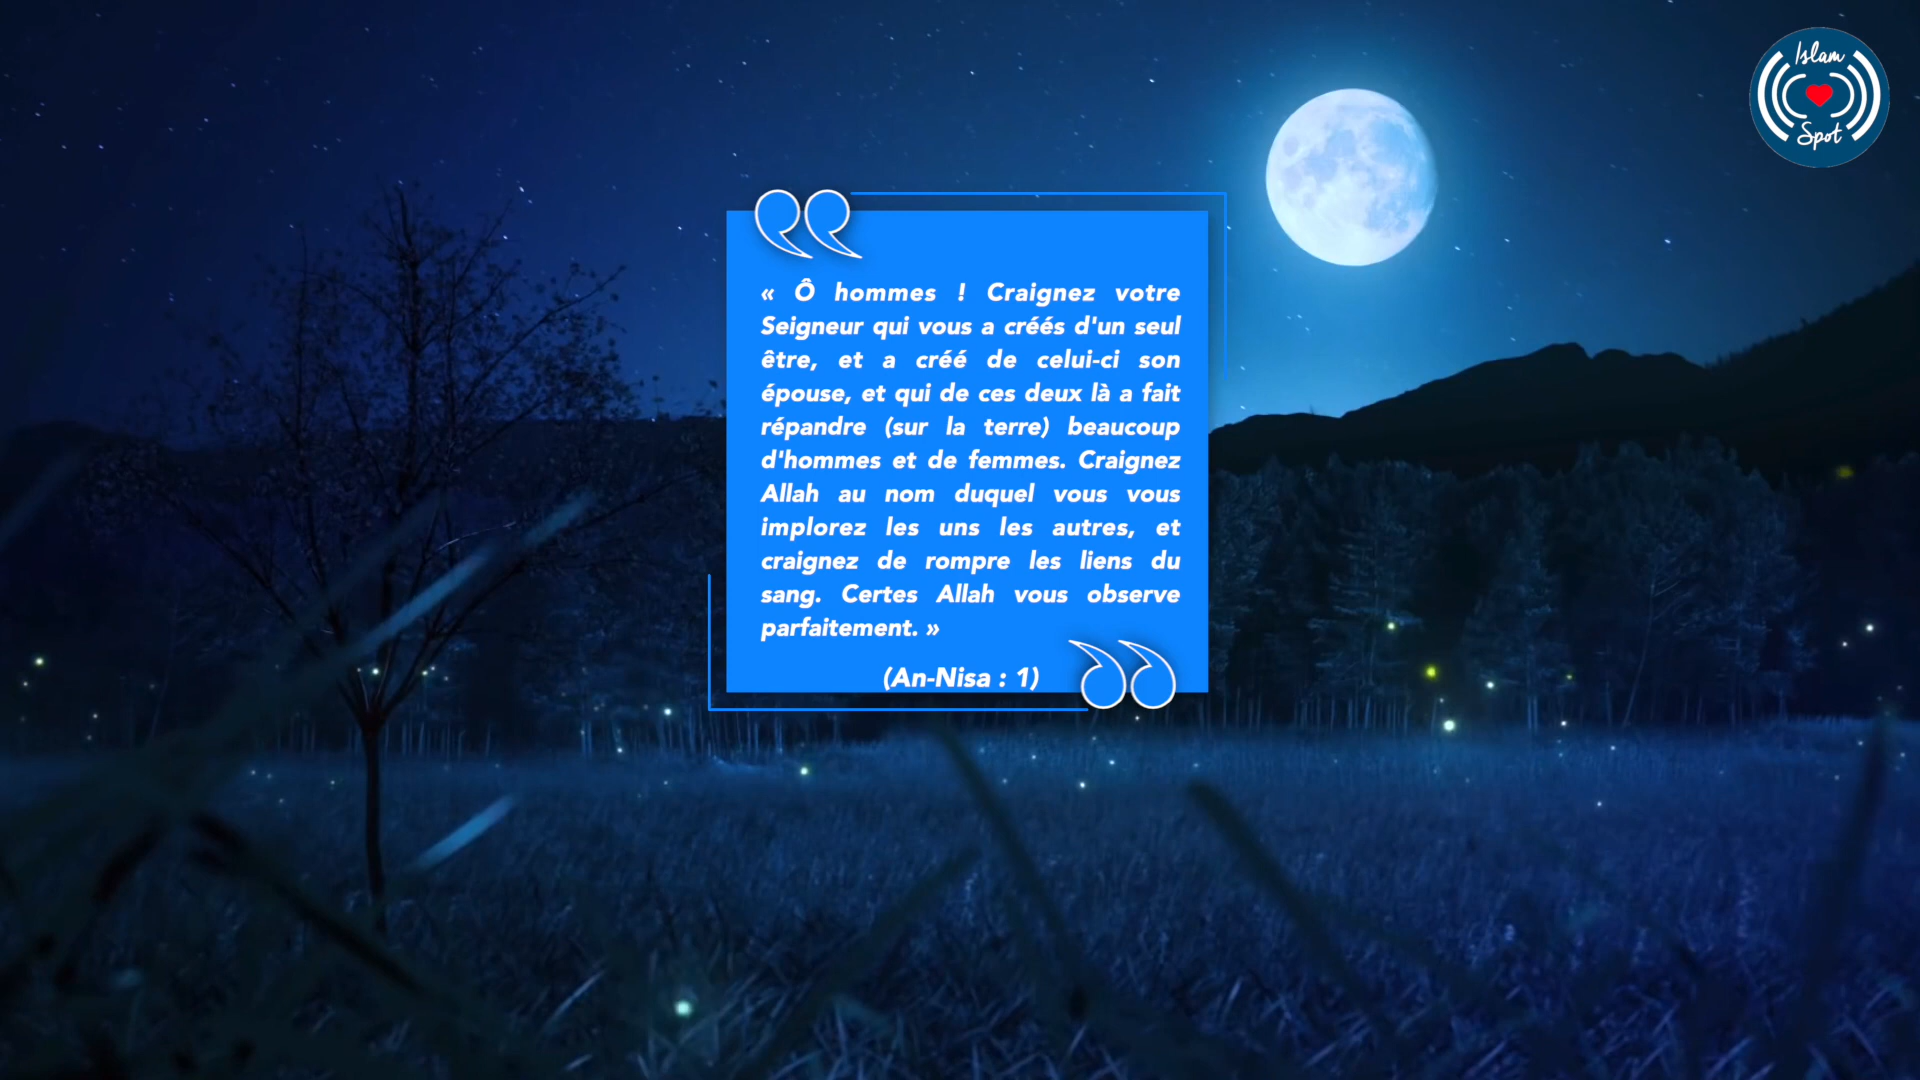 Islam
Spot
« Ô hommes ! Craignez votre
Seigneur qui vous a créés d'un seul
être, et a créé de celui-ci son
épouse, et qui de ces deux là a fait
répandre (sur la terre) beaucoup
d'hommes et de femmes. Craignez
Allah au nom duquel vous vous
implorez les uns les autres, et
craignez de rompre les liens du
sang. Certes Allah vous observe
parfaitement. »
(An-Nisa : 1)